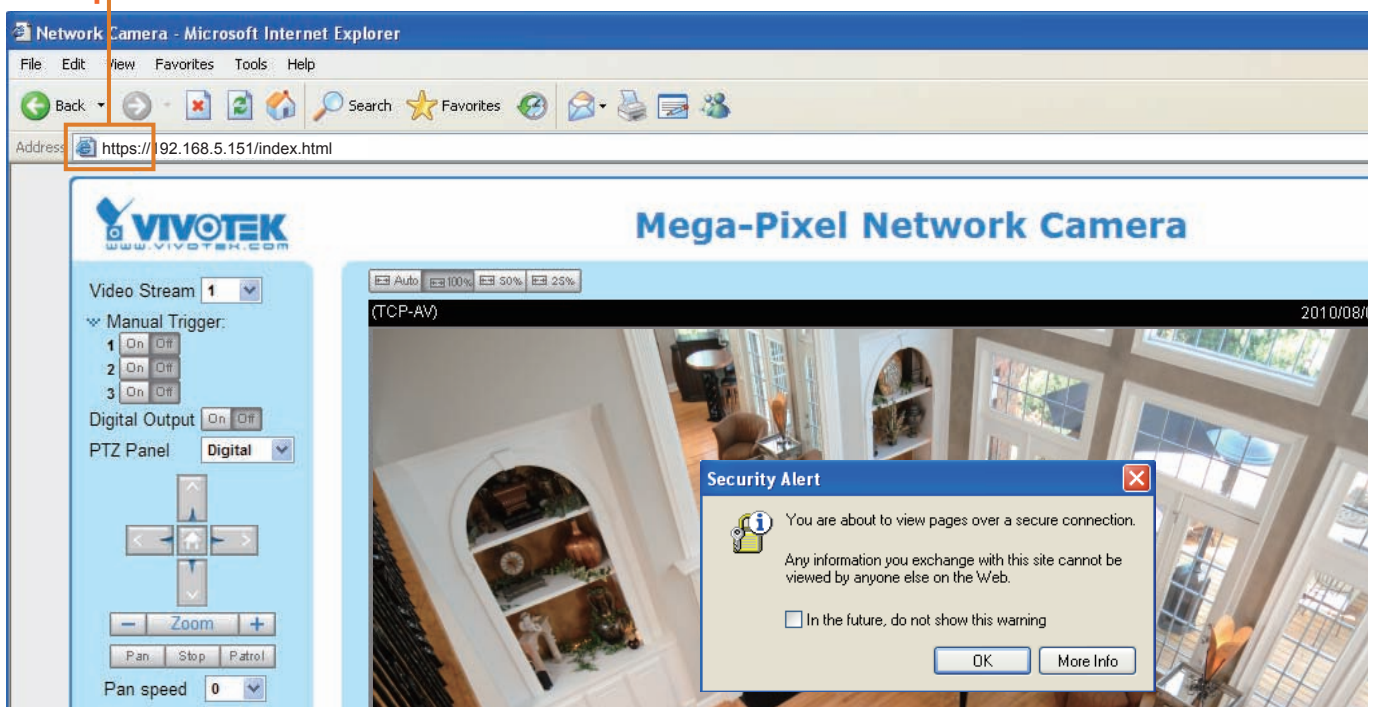 Network Camera - Microsoft Internet Explorer
File Edit View Favorites Tools Help
Back Search Favorites
Address https://192.168.5.151/index.html
VIVOTEK
www.vivotek.com
Mega-Pixel Network Camera
Auto 100% 50% 25%
Video Stream 1
(TCP-AV) 2010/08/
Manual Trigger:
1 On Off
2 On Off
3 On Off
Digital Output On Off
PTZ Panel Digital
Security Alert
You are about to view pages over a secure connection.
Any information you exchange with this site cannot be
viewed by anyone else on the Web.
In the future, do not show this warning
OK More Info
Zoom
Pan Stop Patrol
Pan speed 0